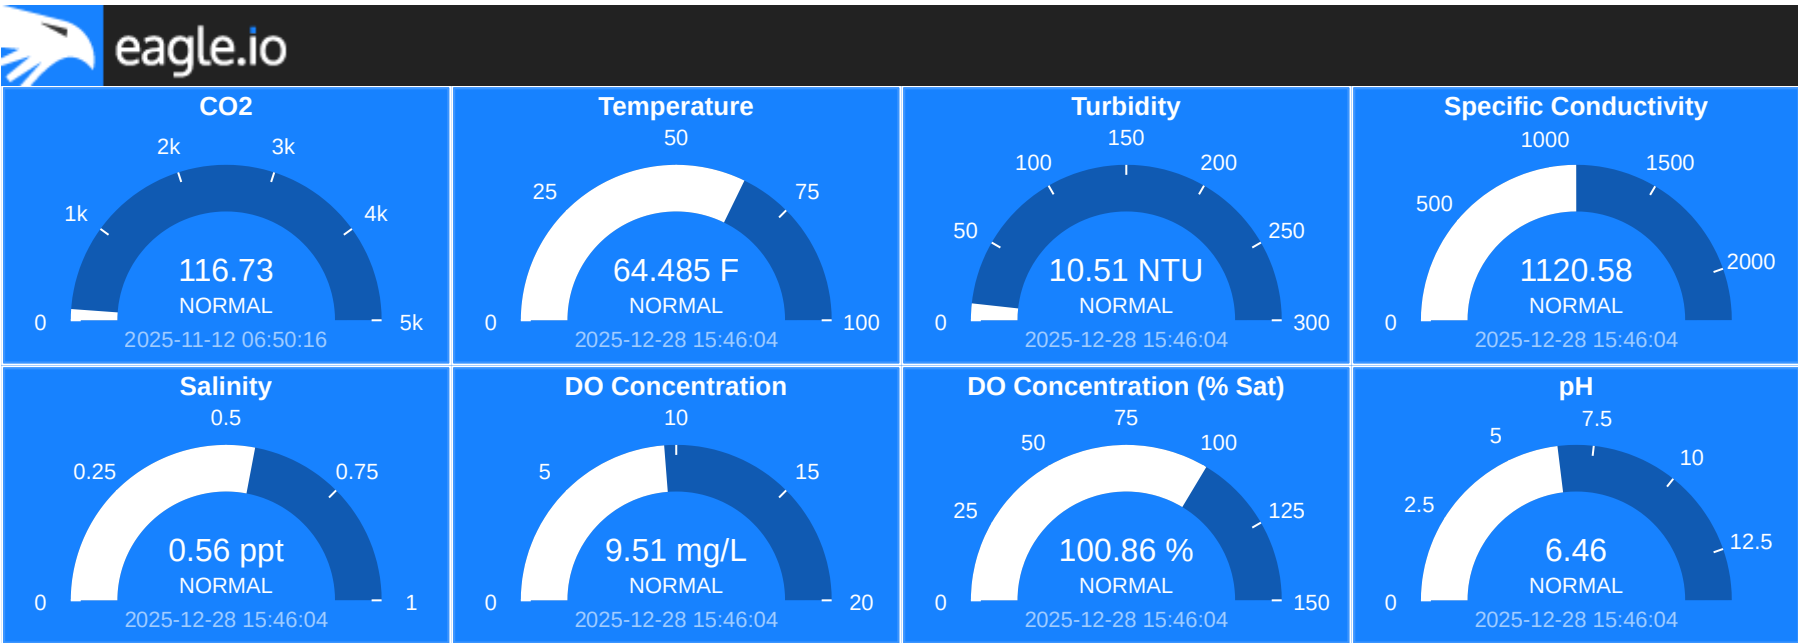 eagle.io
CO2
0
1k
2k
3k
4k
5k
116.73
NORMAL
2025-11-12 06:50:16
Temperature
0
25
50
75
100
64.485 F
NORMAL
2025-12-28 15:46:04
Turbidity
0
50
100
150
200
250
300
10.51 NTU
NORMAL
2025-12-28 15:46:04
Specific Conductivity
0
500
1000
1500
2000
1120.58
NORMAL
2025-12-28 15:46:04
Salinity
0
0.25
0.5
0.75
1
0.56 ppt
NORMAL
2025-12-28 15:46:04
DO Concentration
0
5
10
15
20
9.51 mg/L
NORMAL
2025-12-28 15:46:04
DO Concentration (% Sat)
0
25
50
75
100
125
150
100.86 %
NORMAL
2025-12-28 15:46:04
pH
0
2.5
5
7.5
10
12.5
6.46
NORMAL
2025-12-28 15:46:04